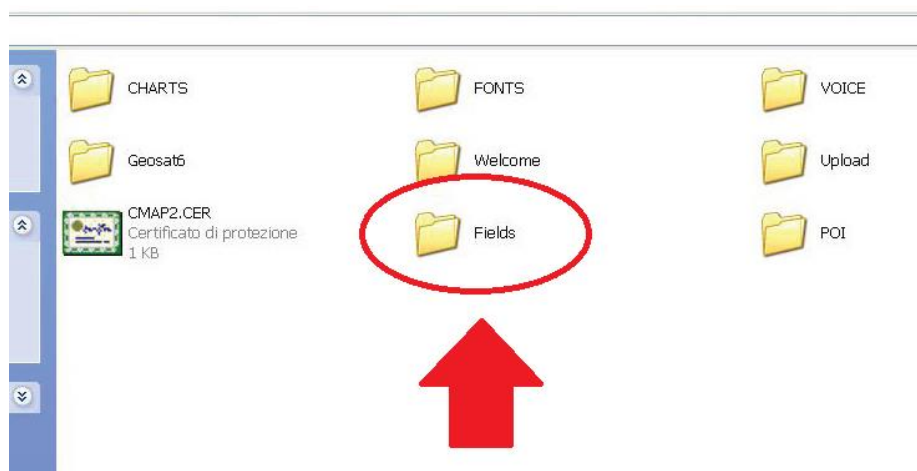 CHARTS
FONTS
VOICE
Geosat6
Welcome
Upload
CMAP2.CER
Certificato di protezione
1 KB
Fields
POI